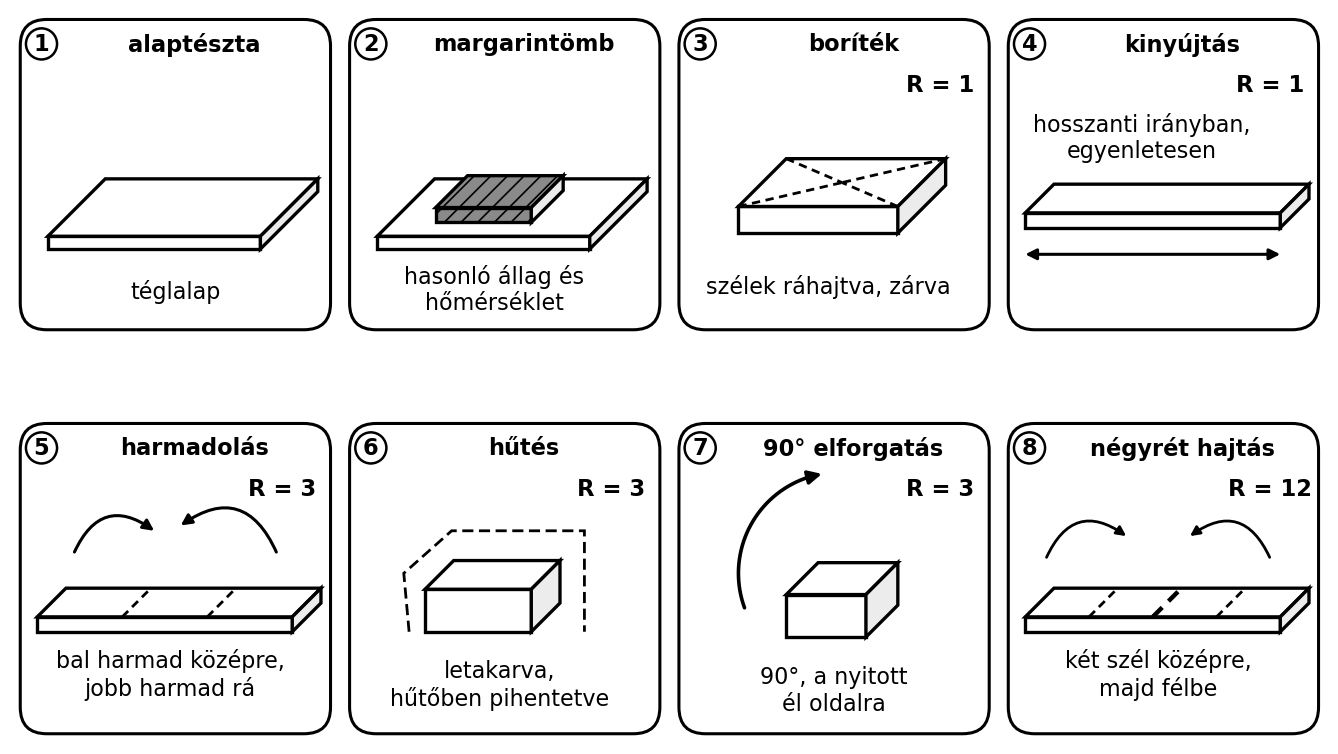 1 alaptészta
téglalap
2 margarintömb
hasonló állag és
hőmérséklet
3 boríték
R = 1
szélek ráhajtva, zárva
4 kinyújtás
R = 1
hosszanti irányban,
egyenletesen
5 harmadolás
R = 3
bal harmad középre,
jobb harmad rá
6 hűtés
R = 3
letakarva,
hűtőben pihentetve
7 90° elforgatás
R = 3
90°, a nyitott
él oldalra
8 négyrét hajtás
R = 12
két szél középre,
majd félbe